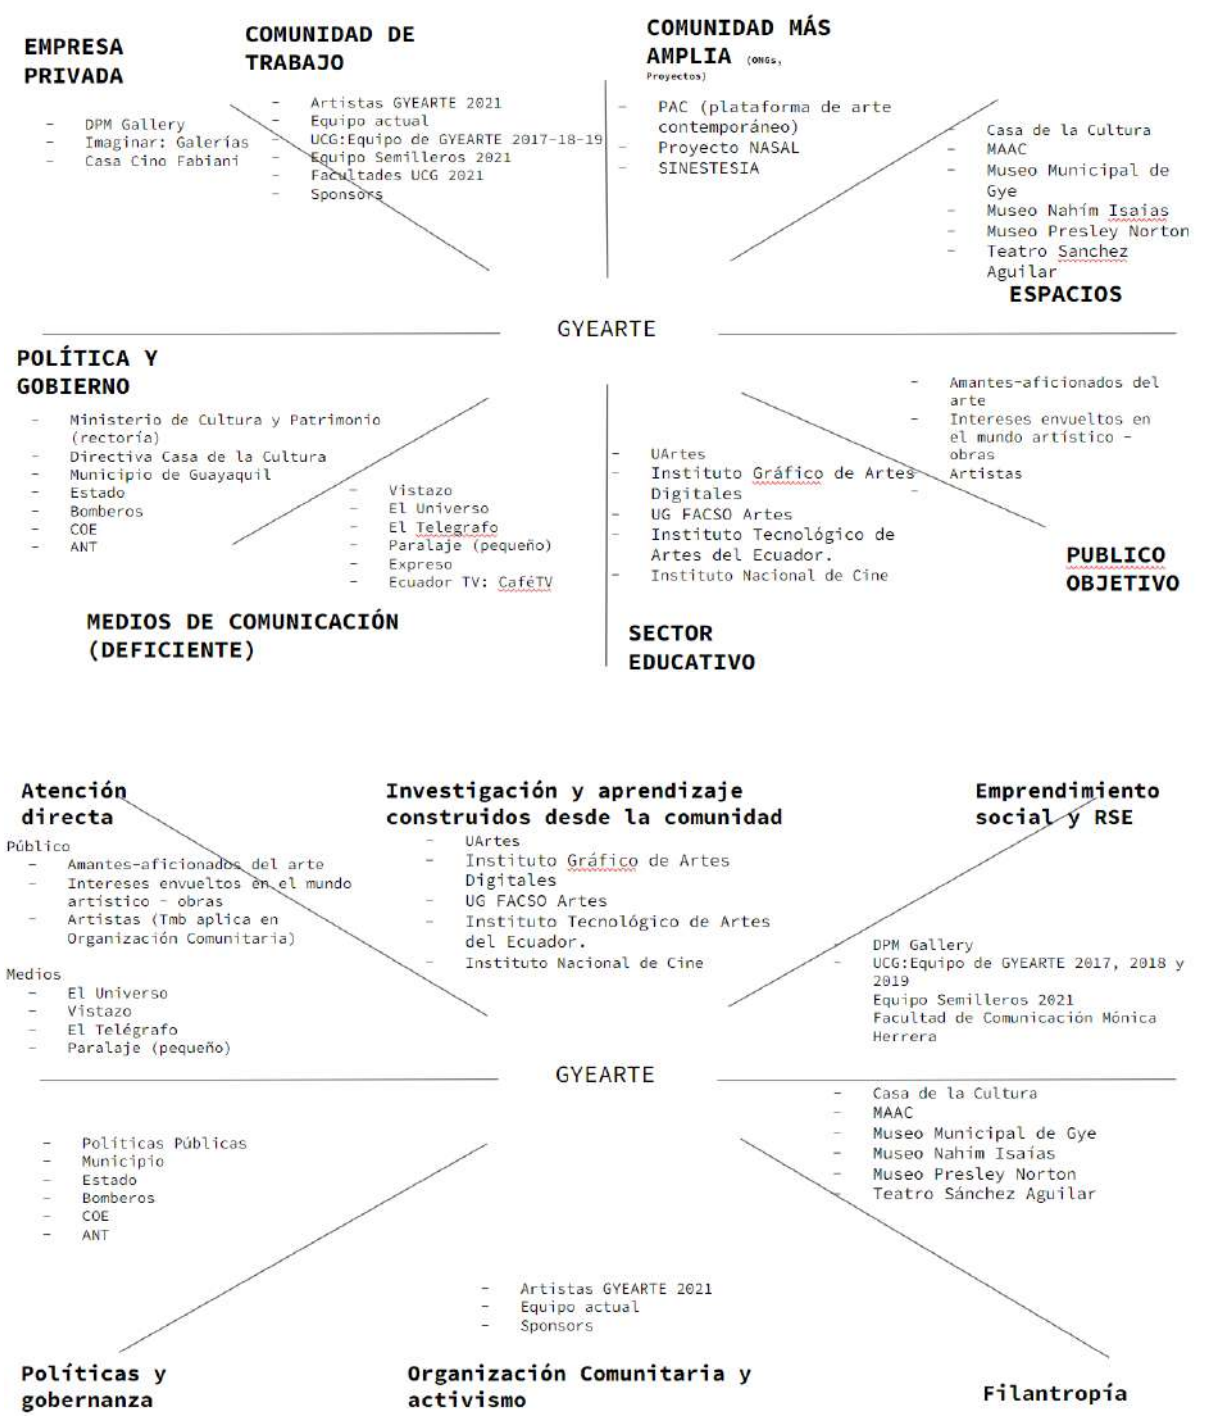 EMPRESA
PRIVADA
- DPM Gallery
- Imaginar: Galerías
- Casa Cino Fabiani
COMUNIDAD DE
TRABAJO
- Artistas GYEARTE 2021
- Equipo actual
- UCG:Equipo de GYEARTE 2017-18-19
- Equipo Semilleros 2021
- Facultades UCG 2021
- Sponsors
COMUNIDAD MÁS
AMPLIA (ONGs,
Proyectos)
- PAC (plataforma de arte
contemporáneo)
- Proyecto NASAL
- SINESTESIA
- Casa de la Cultura
- MAAC
- Museo Municipal de
Gye
- Museo Nahím Isaias
- Museo Presley Norton
- Teatro Sanchez
Aguilar
ESPACIOS
GYEARTE
POLÍTICA Y
GOBIERNO
- Ministerio de Cultura y Patrimonio
(rectoría)
- Directiva Casa de la Cultura
- Municipio de Guayaquil
- Estado
- Bomberos
- COE
- ANT
- Vistazo
- El Universo
- El Telegrafo
- Paralaje (pequeño)
- Expreso
- Ecuador TV: CaféTV
MEDIOS DE COMUNICACIÓN
(DEFICIENTE)
- UArtes
- Instituto Gráfico de Artes
Digitales
- UG FACSO Artes
- Instituto Tecnológico de
Artes del Ecuador.
- Instituto Nacional de Cine
SECTOR
EDUCATIVO
- Amantes-aficionados del
arte
- Intereses envueltos en
el mundo artístico -
obras
- Artistas
-
PUBLICO
OBJETIVO
Atención
directa
Público
- Amantes-aficionados del arte
- Intereses envueltos en el mundo
artístico - obras
- Artistas (Tmb aplica en
Organización Comunitaria)
Medios
- El Universo
- Vistazo
- El Telégrafo
- Paralaje (pequeño)
Investigación y aprendizaje
construidos desde la comunidad
- UArtes
- Instituto Gráfico de Artes
Digitales
- UG FACSO Artes
- Instituto Tecnológico de Artes
del Ecuador.
- Instituto Nacional de Cine
Emprendimiento
social y RSE
- DPM Gallery
- UCG:Equipo de GYEARTE 2017, 2018 y
2019
Equipo Semilleros 2021
Facultad de Comunicación Mónica
Herrera
GYEARTE
- Políticas Públicas
- Municipio
- Estado
- Bomberos
- COE
- ANT
Políticas y
gobernanza
- Artistas GYEARTE 2021
- Equipo actual
- Sponsors
Organización Comunitaria y
activismo
- Casa de la Cultura
- MAAC
- Museo Municipal de Gye
- Museo Nahim Isaías
- Museo Presley Norton
- Teatro Sánchez Aguilar
Filantropía